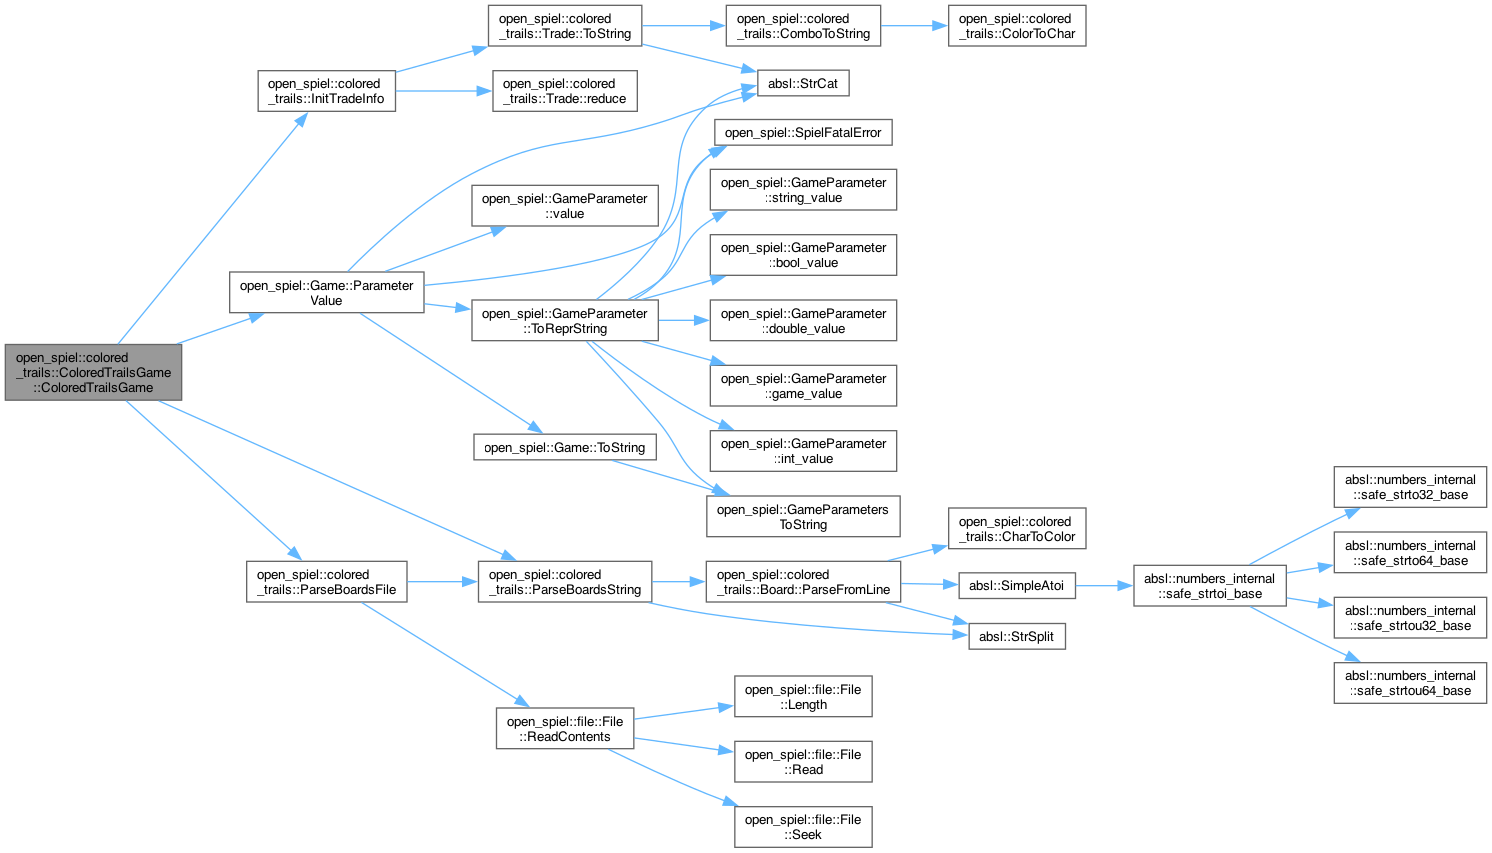 open_spiel::colored
_trails::ColoredTrailsGame
::ColoredTrailsGame
open_spiel::colored
_trails::InitTradeInfo
open_spiel::Game::Parameter
Value
open_spiel::colored
_trails::ParseBoardsFile
open_spiel::colored
_trails::Trade::ToString
open_spiel::colored
_trails::Trade::reduce
open_spiel::GameParameter
::value
open_spiel::GameParameter
::ToReprString
open_spiel::Game::ToString
open_spiel::colored
_trails::ParseBoardsString
open_spiel::file::File
::ReadContents
open_spiel::colored
_trails::ComboToString
absl::StrCat
open_spiel::SpielFatalError
open_spiel::GameParameter
::string_value
open_spiel::GameParameter
::bool_value
open_spiel::GameParameter
::double_value
open_spiel::GameParameter
::game_value
open_spiel::GameParameter
::int_value
open_spiel::GameParameters
ToString
open_spiel::colored
_trails::Board::ParseFromLine
open_spiel::file::File
::Length
open_spiel::file::File
::Read
open_spiel::file::File
::Seek
open_spiel::colored
_trails::ColorToChar
open_spiel::colored
_trails::CharToColor
absl::SimpleAtoi
absl::StrSplit
absl::numbers_internal
::safe_strtoi_base
absl::numbers_internal
::safe_strto32_base
absl::numbers_internal
::safe_strto64_base
absl::numbers_internal
::safe_strtou32_base
absl::numbers_internal
::safe_strtou64_base